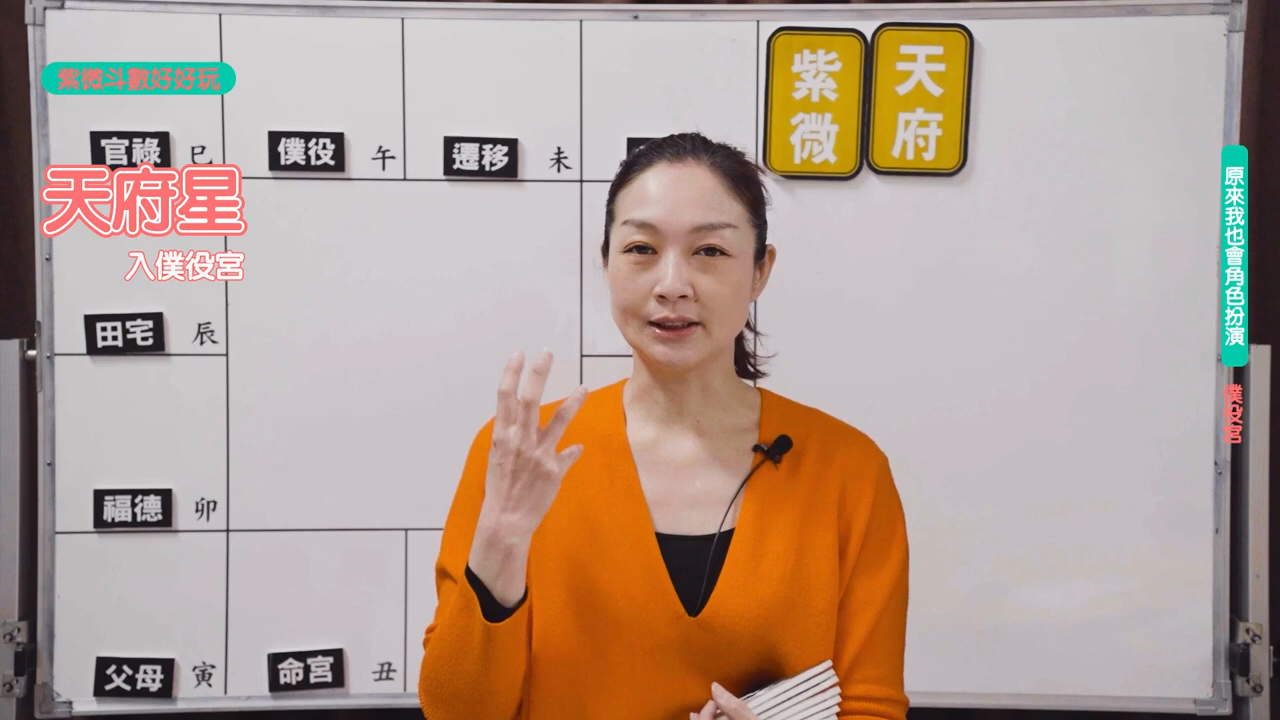 紫微斗數好好玩
紫微
天府
官祿 巳
僕役 午
遷移 未
天府星
入僕役宮
原來我也會角色扮演
僕役宮
田宅 辰
福德 卯
父母 寅
命宮 丑